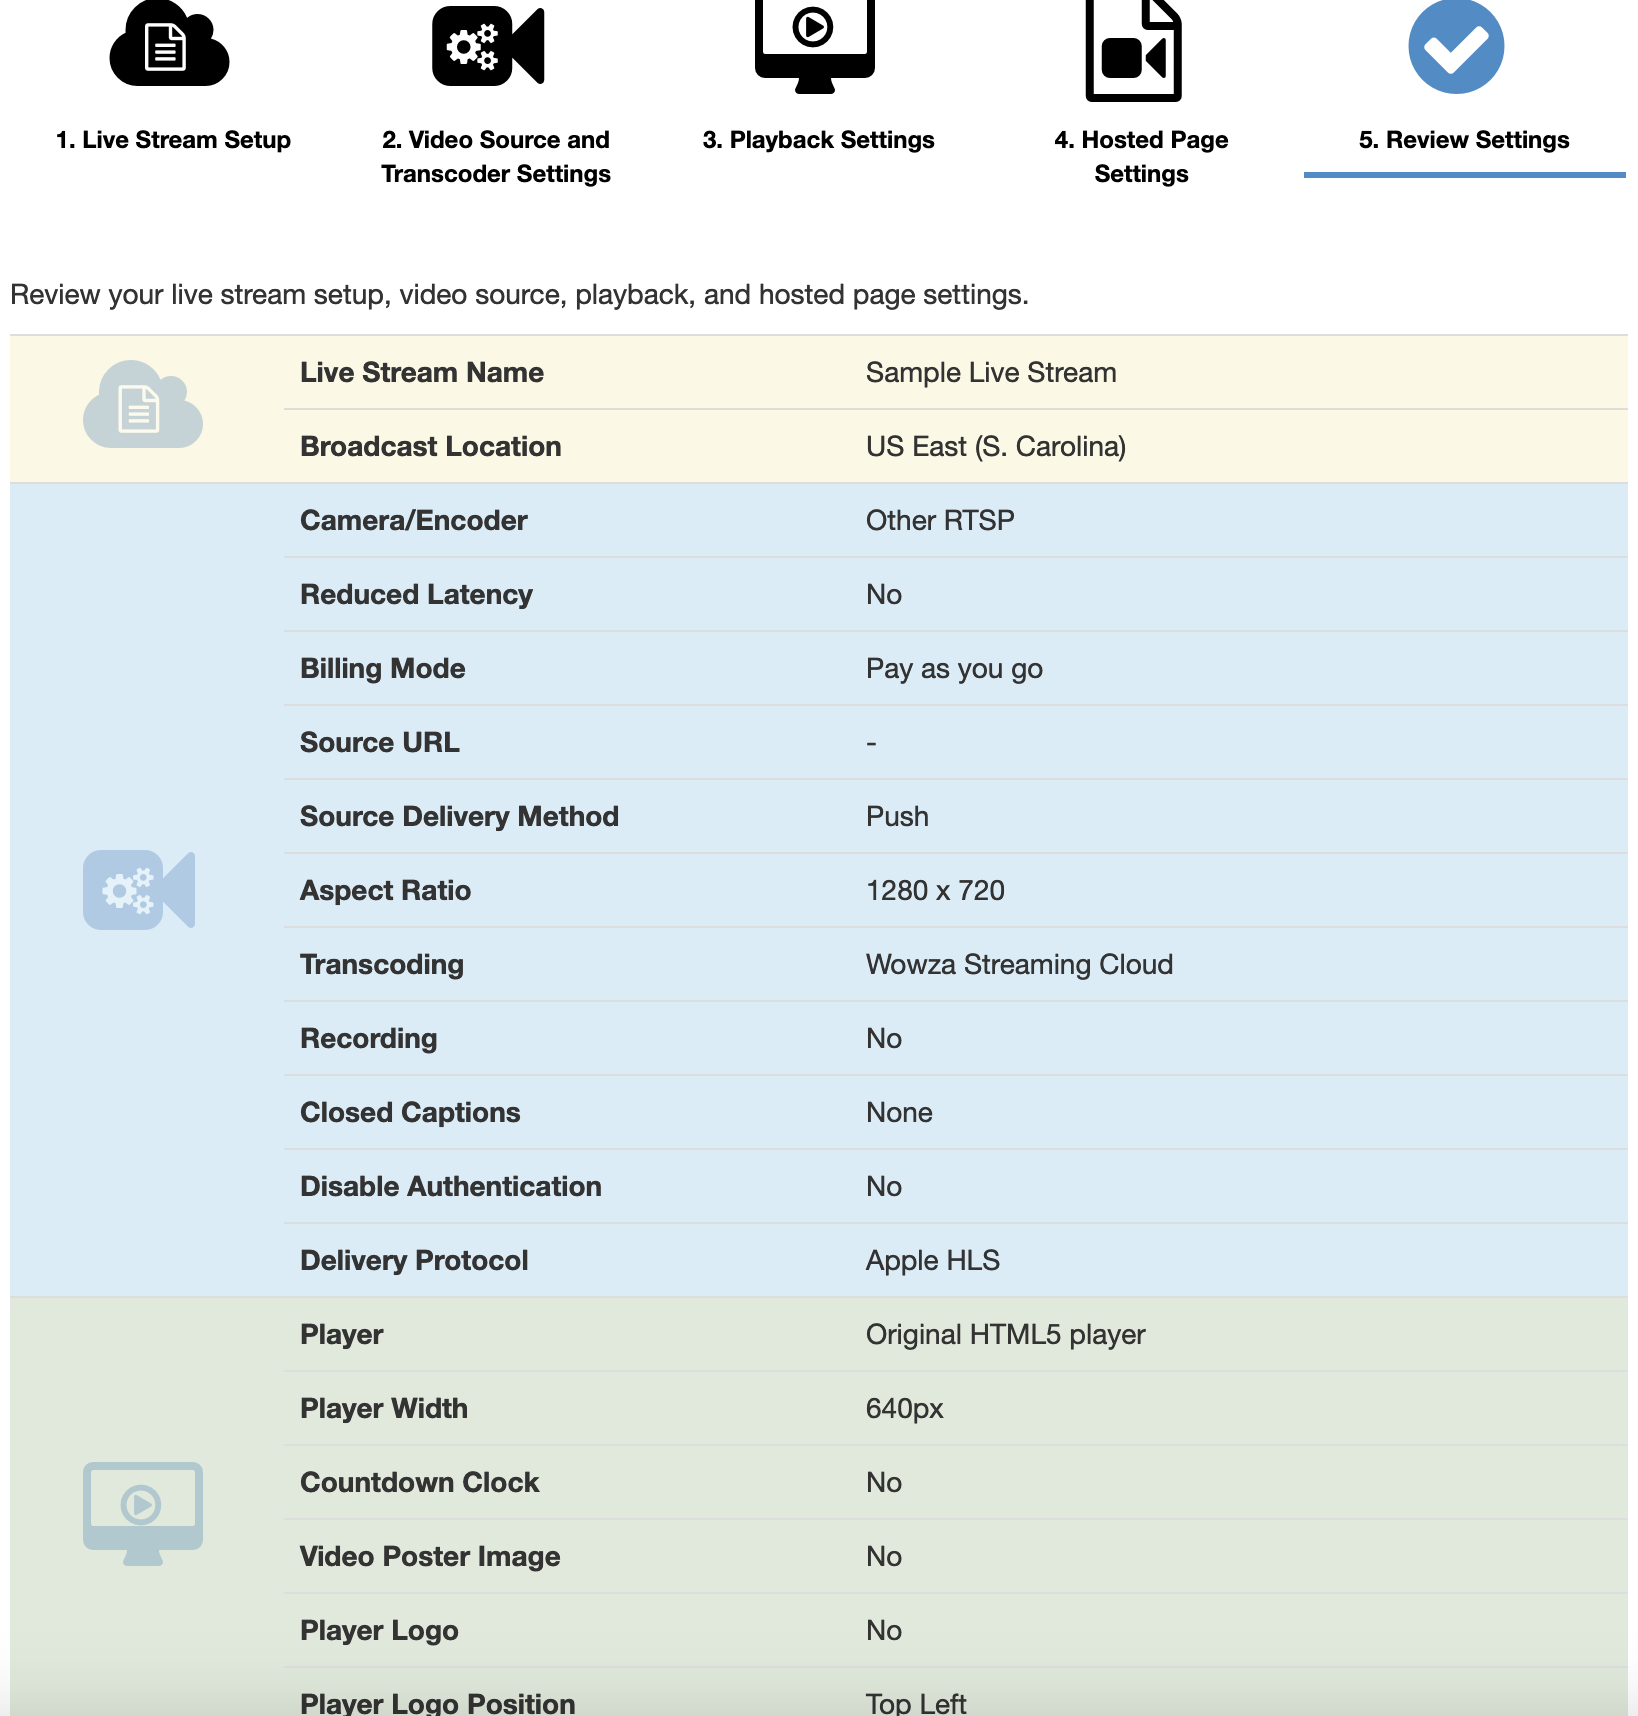 1. Live Stream Setup
2. Video Source and
Transcoder Settings
3. Playback Settings
4. Hosted Page
Settings
5. Review Settings
Review your live stream setup, video source, playback, and hosted page settings.
Live Stream Name Sample Live Stream
Broadcast Location US East (S. Carolina)
Camera/Encoder Other RTSP
Reduced Latency No
Billing Mode Pay as you go
Source URL -
Source Delivery Method Push
Aspect Ratio 1280 x 720
Transcoding Wowza Streaming Cloud
Recording No
Closed Captions None
Disable Authentication No
Delivery Protocol Apple HLS
Player Original HTML5 player
Player Width 640px
Countdown Clock No
Video Poster Image No
Player Logo No
Player Logo Position Top Left